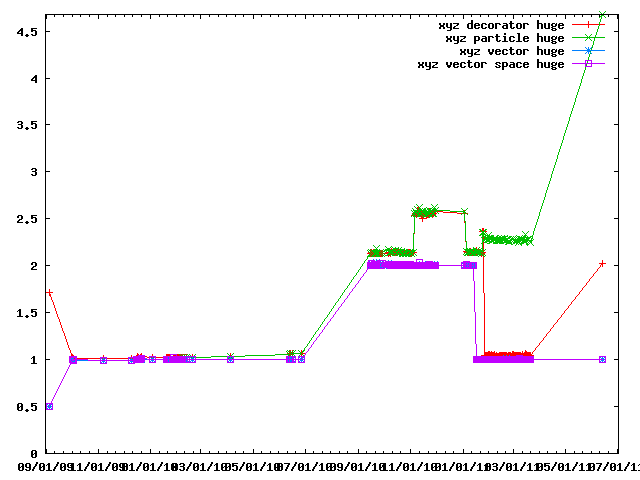 xyz decorator huge
xyz particle huge
xyz vector huge
xyz vector space huge
4.5
4
3.5
3
2.5
2
1.5
1
0.5
0
09/01/09 11/01/09 01/01/10 03/01/10 05/01/10 07/01/10 09/01/10 11/01/10 01/01/11 03/01/11 05/01/11 07/01/11